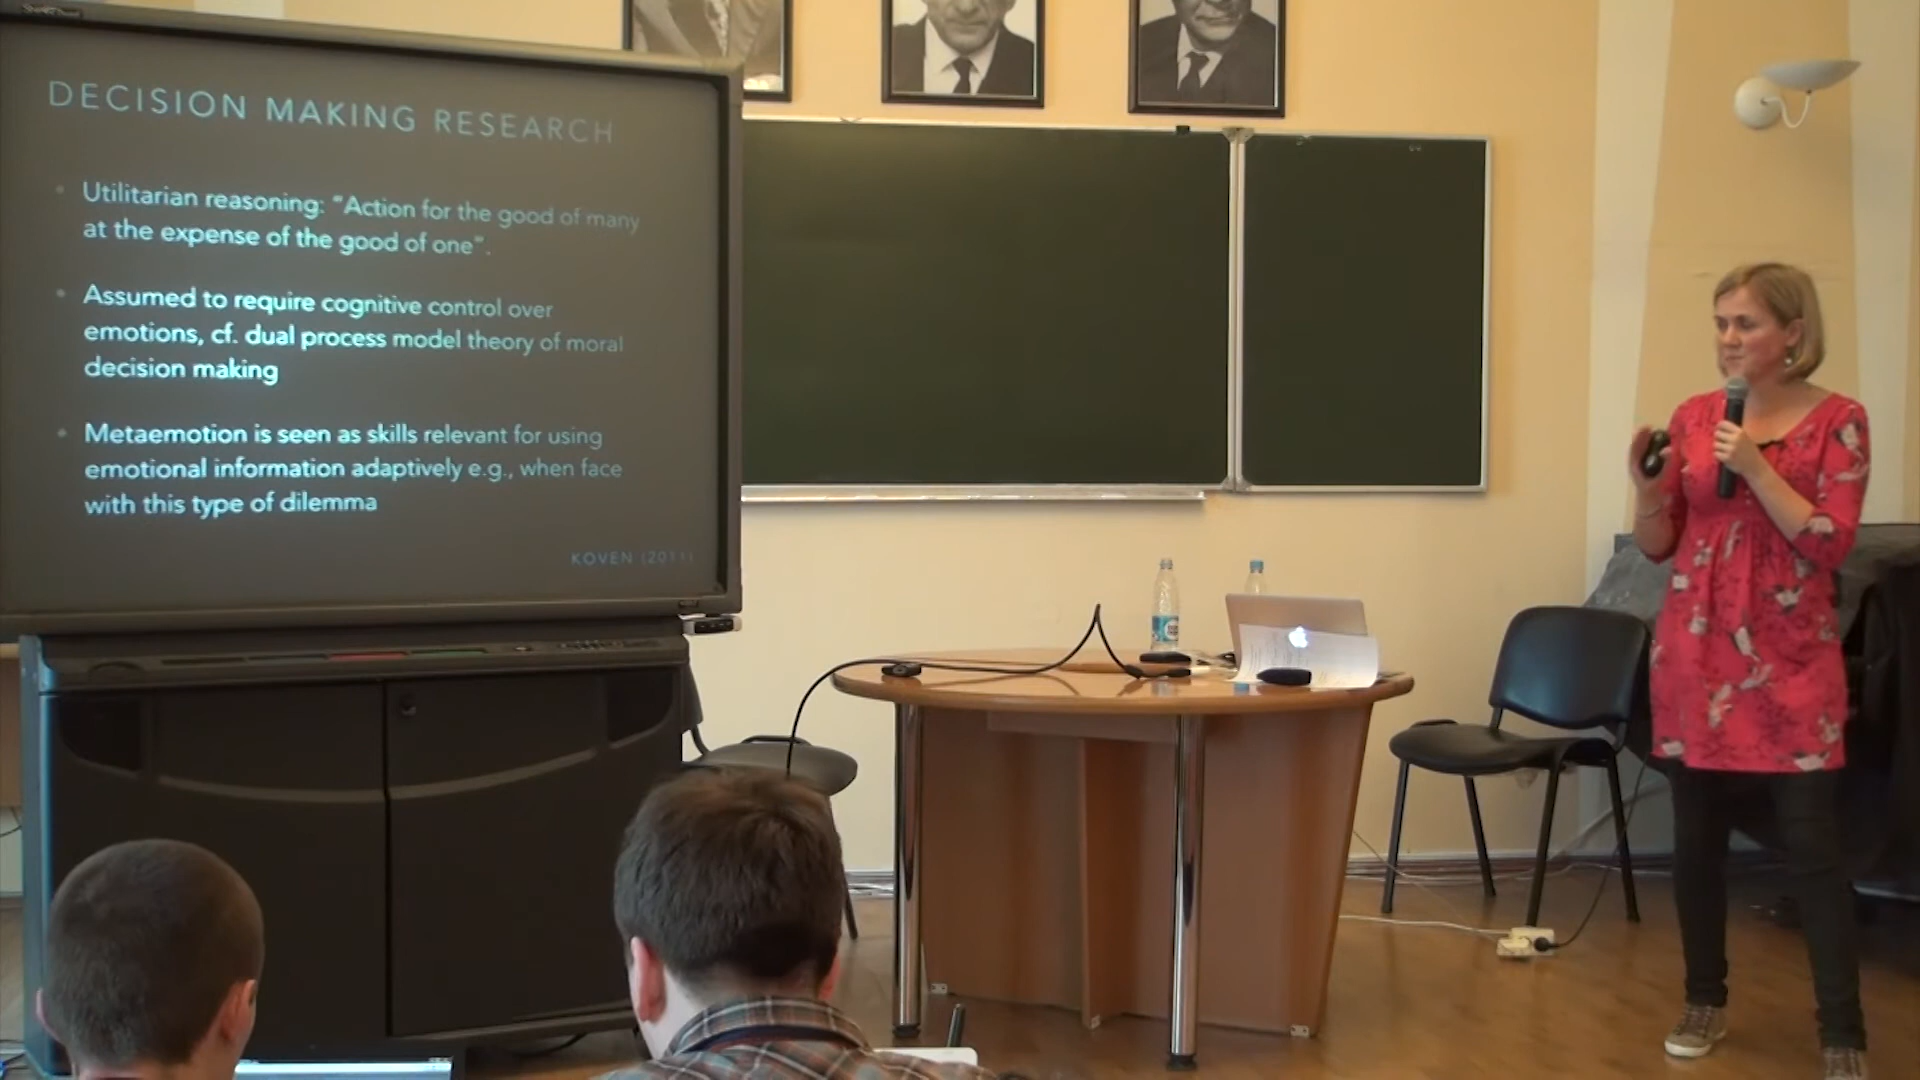 DECISION MAKING RESEARCH
• Utilitarian reasoning: "Action for the good of many
at the expense of the good of one".
• Assumed to require cognitive control over
emotions, cf. dual process model theory of moral
decision making
• Metaemotion is seen as skills relevant for using
emotional information adaptively e.g., when face
with this type of dilemma
KOVEN (2011)